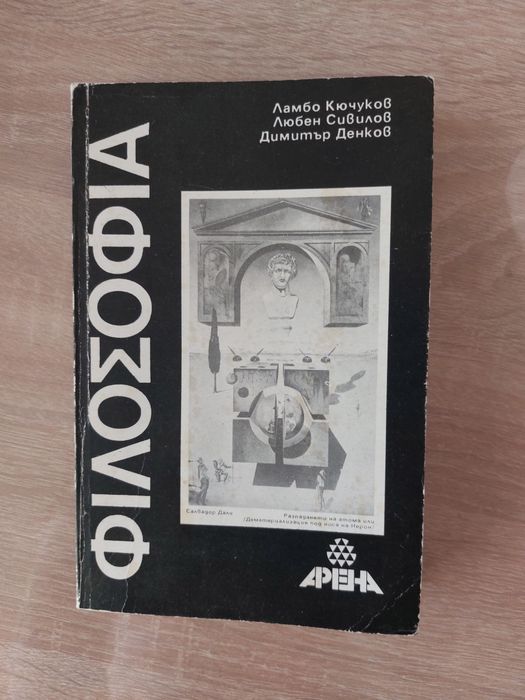 Ламбо Кючуков
Любен Сивилов
Димитър Денков
ΦΙΛΟΣΟΦΙΑ
Салвадор Дали
Разпадането на атома или
/Дематериализация под носа на Нерон/
АРЕНА